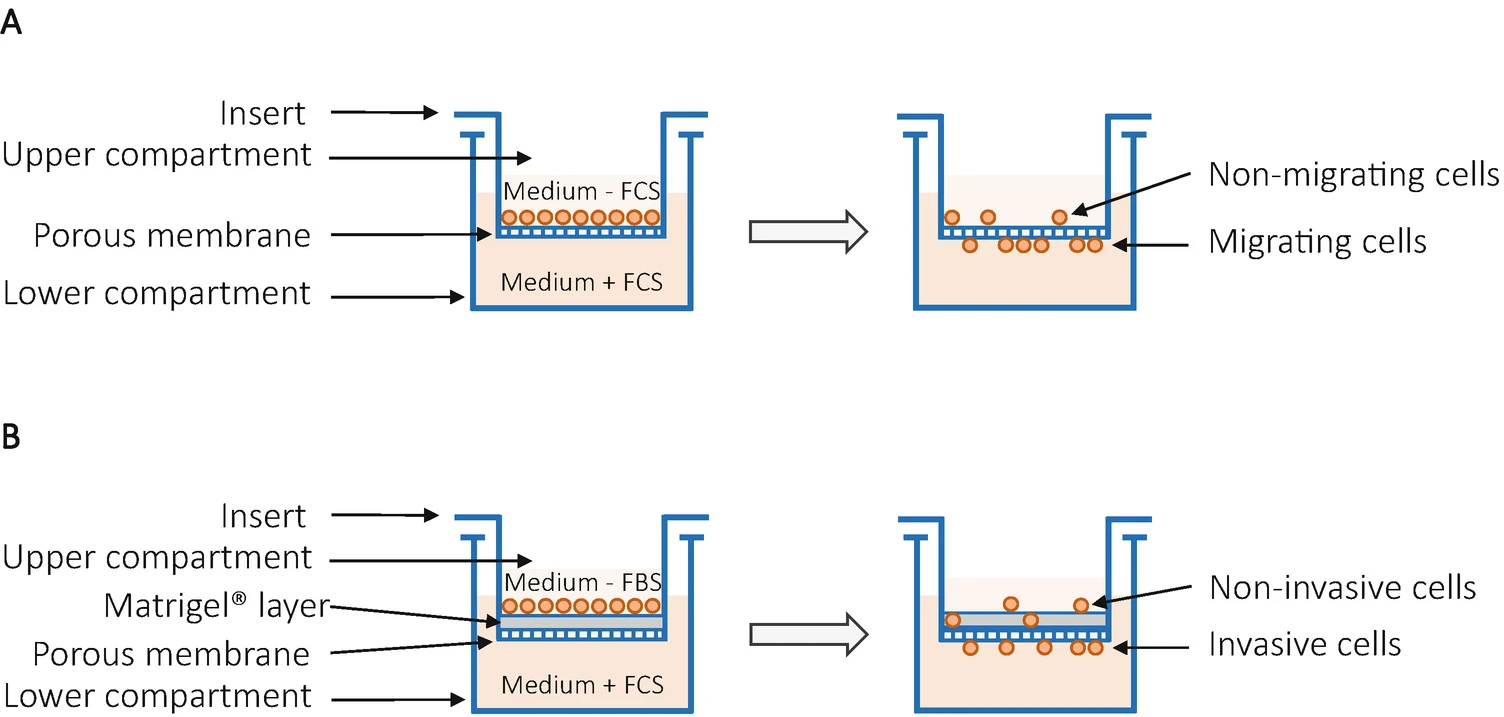 A
Insert
Upper compartment
Medium - FCS
Porous membrane
Lower compartment
Medium + FCS
Non-migrating cells
Migrating cells
B
Insert
Upper compartment
Medium - FBS
Matrigel® layer
Porous membrane
Lower compartment
Medium + FCS
Non-invasive cells
Invasive cells